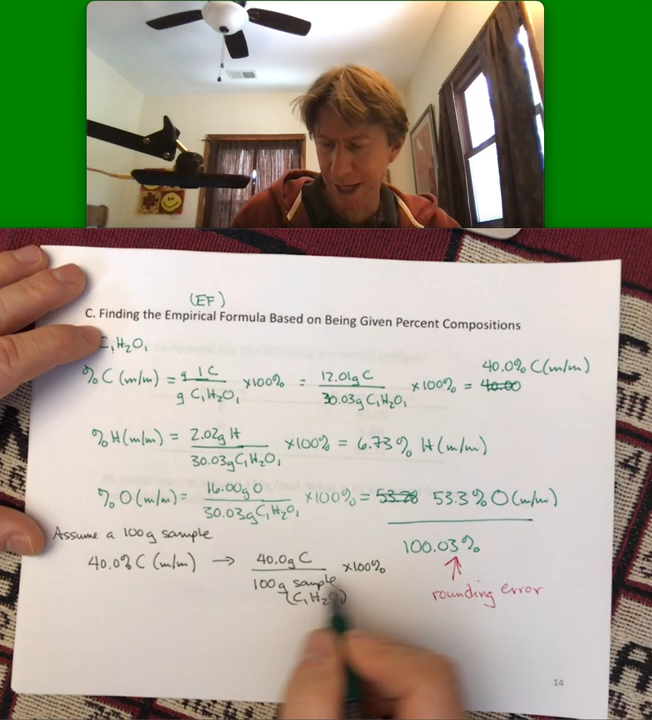 (EF)
C. Finding the Empirical Formula Based on Being Given Percent Compositions
C₁H₂O₁
% C (m/m) = g 1 C / g C₁H₂O₁ ×100% = 12.01g C / 30.03g C₁H₂O₁ ×100% = 40.00 40.0% C (m/m)
% H (m/m) = 2.02g H / 30.03g C₁H₂O₁ ×100% = 6.73% H (m/m)
% O (m/m) = 16.00g O / 30.03g C₁H₂O₁ ×100% = 53.28 53.3% O (m/m)
Assume a 100g sample
100.03%
40.0% C (m/m) → 40.0g C / 100g sample (C₁H₂O₁) ×100%
rounding error
14